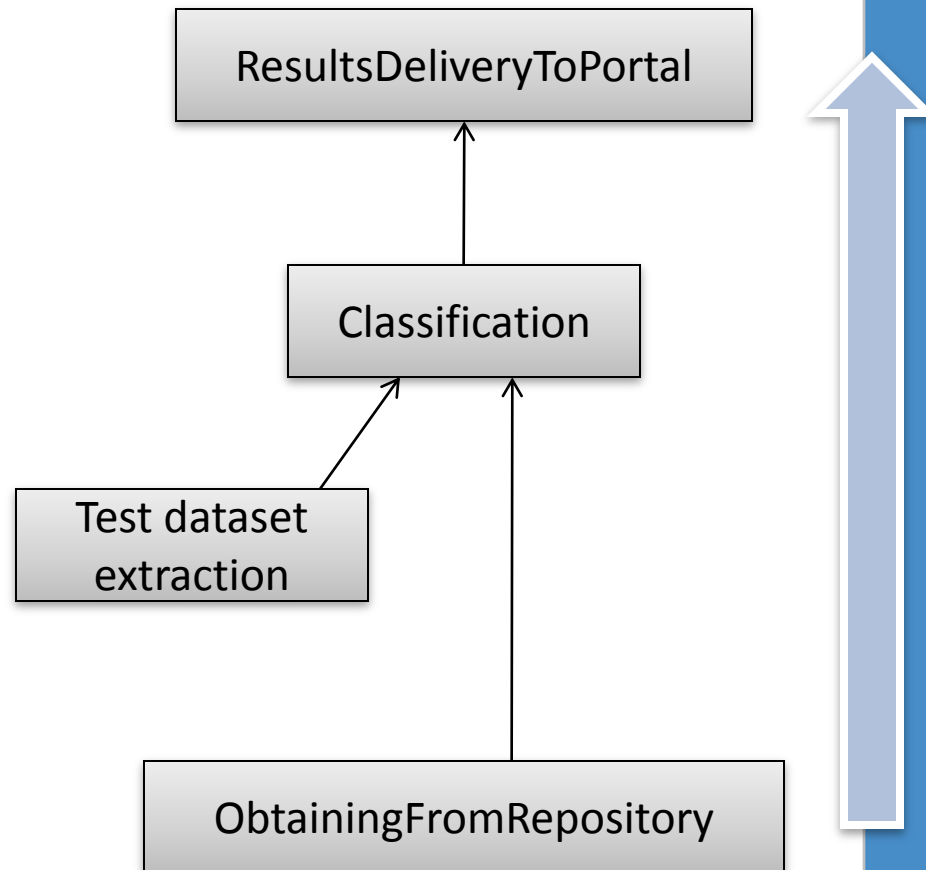 ResultsDeliveryToPortal
Classification
Test dataset
extraction
ObtainingFromRepository